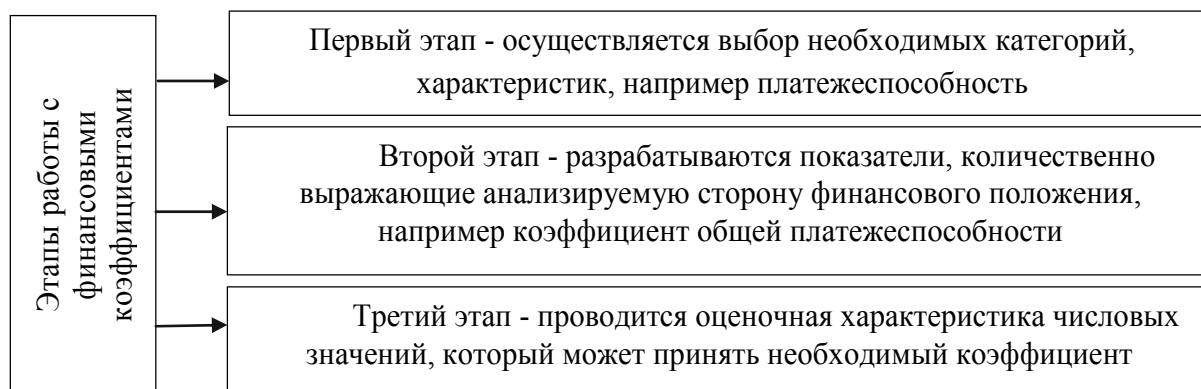 Этапы работы с
финансовыми
коэффициентами
Первый этап - осуществляется выбор необходимых категорий,
характеристик, например платежеспособность
Второй этап - разрабатываются показатели, количественно
выражающие анализируемую сторону финансового положения,
например коэффициент общей платежеспособности
Третий этап - проводится оценочная характеристика числовых
значений, который может принять необходимый коэффициент